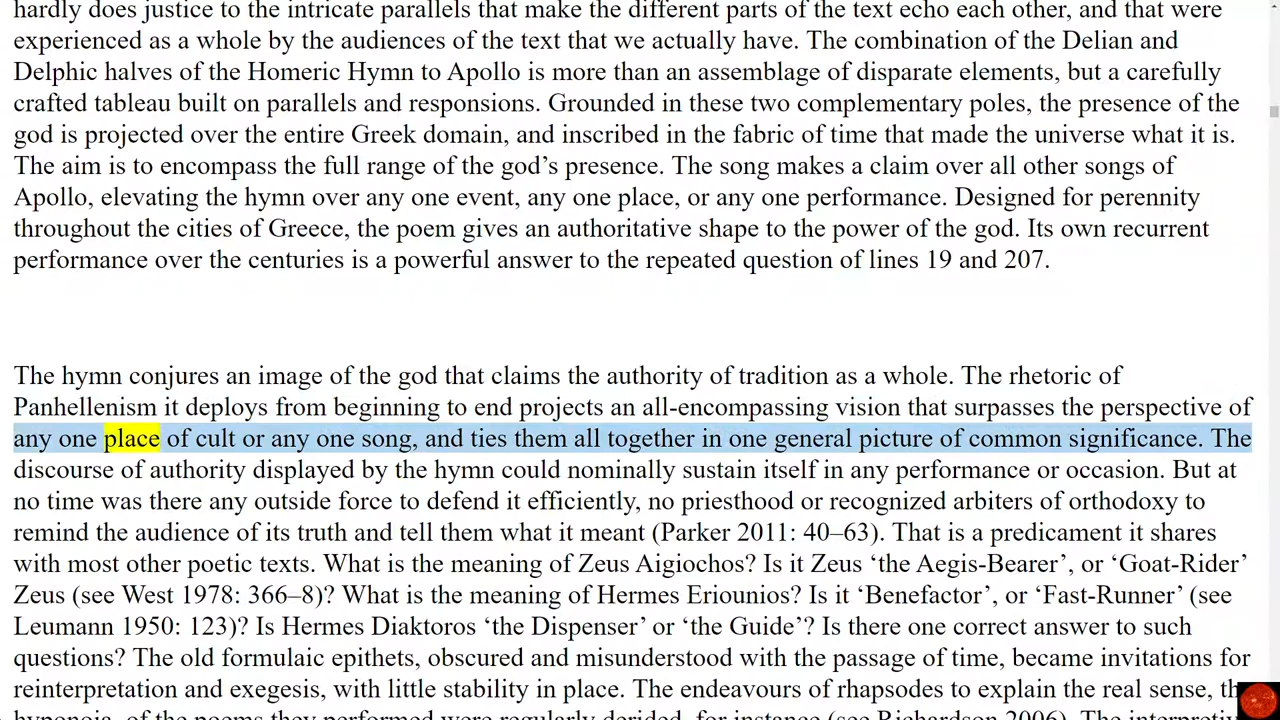 hardly does justice to the intricate parallels that make the different parts of the text echo each other, and that were
experienced as a whole by the audiences of the text that we actually have. The combination of the Delian and
Delphic halves of the Homeric Hymn to Apollo is more than an assemblage of disparate elements, but a carefully
crafted tableau built on parallels and responsions. Grounded in these two complementary poles, the presence of the
god is projected over the entire Greek domain, and inscribed in the fabric of time that made the universe what it is.
The aim is to encompass the full range of the god’s presence. The song makes a claim over all other songs of
Apollo, elevating the hymn over any one event, any one place, or any one performance. Designed for perennity
throughout the cities of Greece, the poem gives an authoritative shape to the power of the god. Its own recurrent
performance over the centuries is a powerful answer to the repeated question of lines 19 and 207.
The hymn conjures an image of the god that claims the authority of tradition as a whole. The rhetoric of
Panhellenism it deploys from beginning to end projects an all-encompassing vision that surpasses the perspective of
any one place of cult or any one song, and ties them all together in one general picture of common significance. The
discourse of authority displayed by the hymn could nominally sustain itself in any performance or occasion. But at
no time was there any outside force to defend it efficiently, no priesthood or recognized arbiters of orthodoxy to
remind the audience of its truth and tell them what it meant (Parker 2011: 40–63). That is a predicament it shares
with most other poetic texts. What is the meaning of Zeus Aigiochos? Is it Zeus ‘the Aegis-Bearer’, or ‘Goat-Rider’
Zeus (see West 1978: 366–8)? What is the meaning of Hermes Eriounios? Is it ‘Benefactor’, or ‘Fast-Runner’ (see
Leumann 1950: 123)? Is Hermes Diaktoros ‘the Dispenser’ or ‘the Guide’? Is there one correct answer to such
questions? The old formulaic epithets, obscured and misunderstood with the passage of time, became invitations for
reinterpretation and exegesis, with little stability in place. The endeavours of rhapsodes to explain the real sense, th
hyponoia, of the poems they performed were regularly derided, for instance (see Richardson 2006). The interpretiv